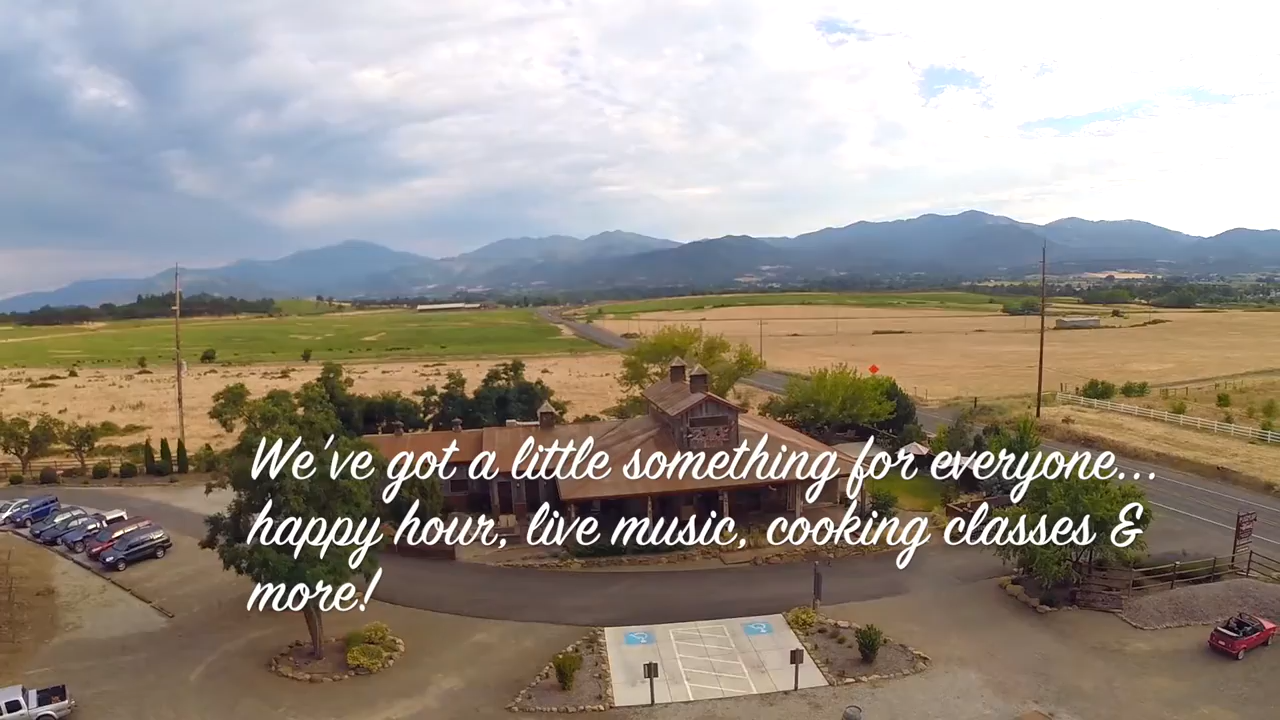 We've got a little something for everyone...
happy hour, live music, cooking classes &
more!